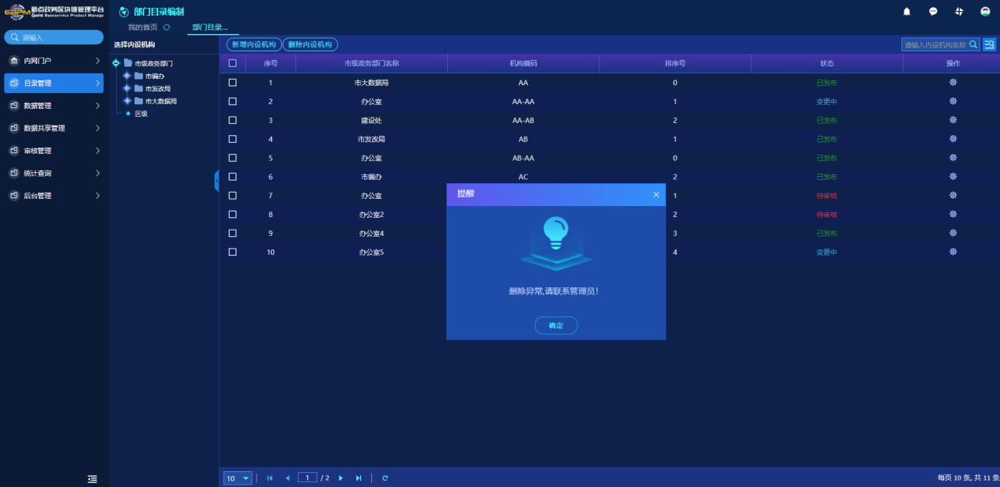 新点政务区块链管理平台
请输入
内网门户
目录管理
数据管理
数据共享管理
审核管理
统计查询
后台管理
部门目录编制
我的首页
部门目录...
选择内设机构
市级政务部门
市编办
市发改局
市大数据局
区级
新增内设机构 删除内设机构 请输入内设机构名称
序号 市级政务部门名称 机构编码 排序号 状态 操作
1 市大数据局 AA 0 已发布
2 办公室 AA-AA 1 变更中
3 建设处 AA-AB 2 已发布
4 市发改局 AB 1 已发布
5 办公室 AB-AA 0 已发布
6 市编办 AC 2 已发布
7 办公室 1 待审核
8 办公室2 2 待审核
9 办公室4 3 已发布
10 办公室5 4 变更中
提醒
删除异常,请联系管理员!
确定
10 1 / 2 每页 10 条, 共 11 条